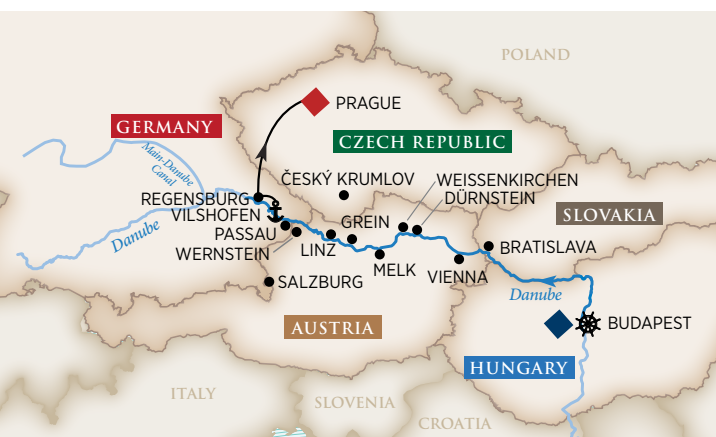 POLAND
PRAGUE
GERMANY
CZECH REPUBLIC
Main-Danube
Canal
ČESKÝ KRUMLOV
WEISSENKIRCHEN
DÜRNSTEIN
REGENSBURG
VILSHOFEN
PASSAU
WERNSTEIN
GREIN
LINZ
SLOVAKIA
Danube
BRATISLAVA
MELK
VIENNA
SALZBURG
Danube
AUSTRIA
BUDAPEST
HUNGARY
ITALY
SLOVENIA
CROATIA